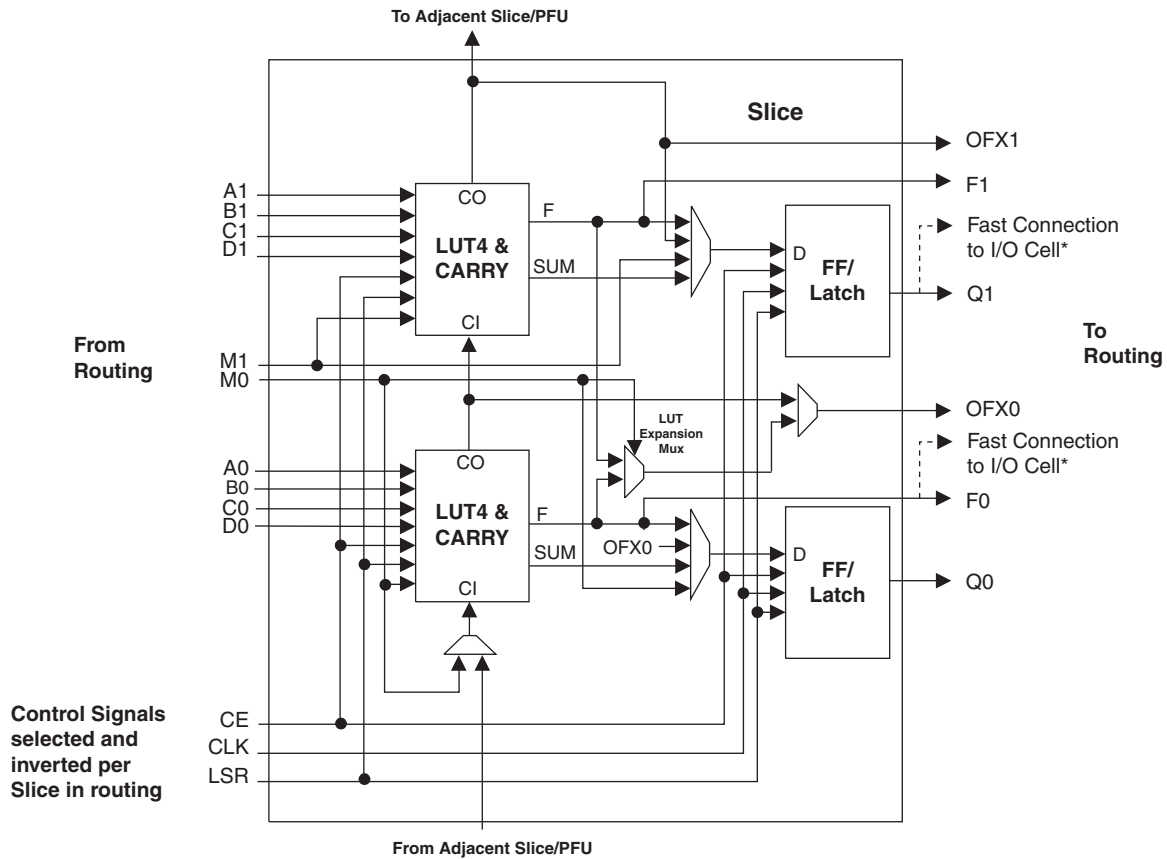 To Adjacent Slice/PFU
Slice
OFX1
F1
Fast Connection
to I/O Cell*
Q1
A1
B1
C1
D1
CO
LUT4 &
CARRY
CI
F
SUM
D
FF/
Latch
From
Routing
To
Routing
M1
M0
LUT
Expansion
Mux
OFX0
Fast Connection
to I/O Cell*
F0
A0
B0
C0
D0
CO
LUT4 &
CARRY
CI
F
OFX0
SUM
D
FF/
Latch
Q0
Control Signals
selected and
inverted per
Slice in routing
CE
CLK
LSR
From Adjacent Slice/PFU